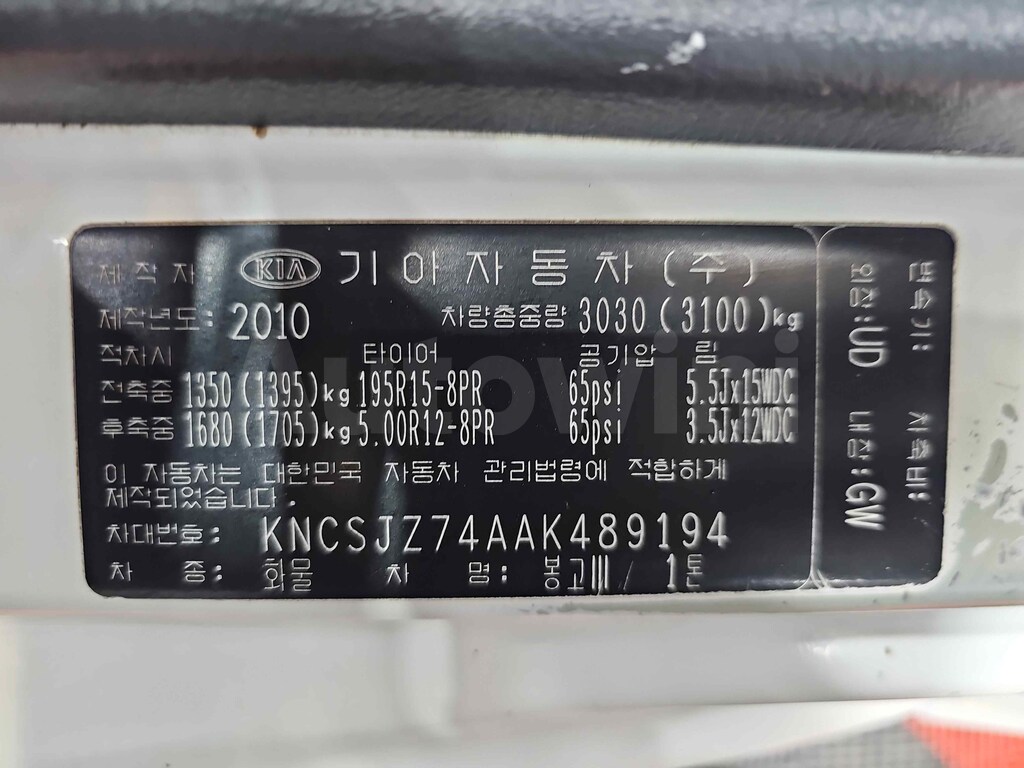 제 작 자: KIA 기아자동차(주)
제작년도: 2010 차량총중량 3030(3100)kg
적차시 타이어 공기압 림
전축중 1350(1395)kg 195R15-8PR 65psi 5.5Jx15WDC
후축중 1680(1705)kg 5.00R12-8PR 65psi 3.5Jx12WDC
이 자동차는 대한민국 자동차 관리법령에 적합하게
제작되었습니다.
차대번호: KNCSJZ74AAK489194
차 종: 화물 차 명: 봉고Ⅲ/ 1톤
변속기: 저축비:
외장:UD 내장:GW
Autowini